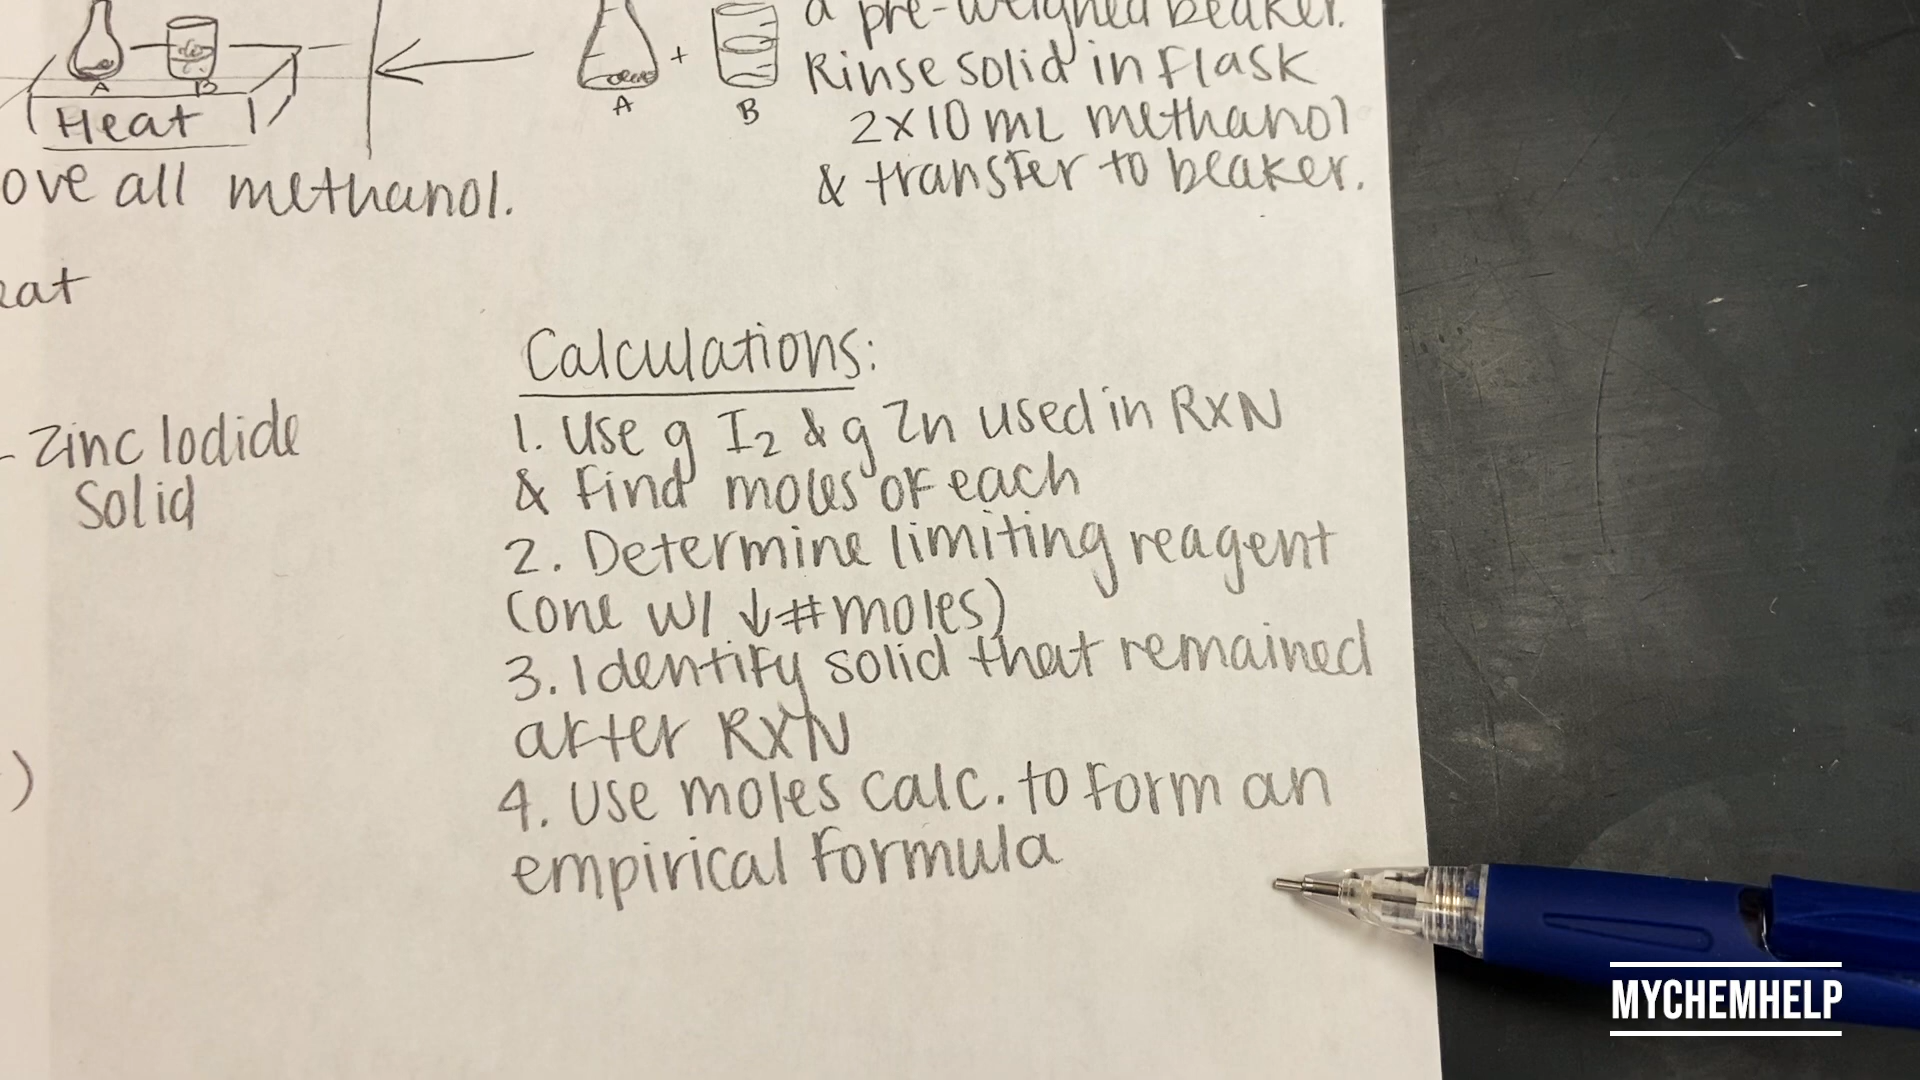 a pre-weighed beaker.
Rinse solid in flask
2x10 mL methanol
& transfer to beaker.
A
B
Heat
A
B
ove all methanol.
eat
- Zinc Iodide
Solid
)
Calculations:
1. Use g I₂ & g Zn used in RXN
& find moles of each
2. Determine limiting reagent
(one w/ ↓ # moles)
3. Identify solid that remained
after RXN
4. Use moles calc. to form an
empirical formula
MYCHEMHELP